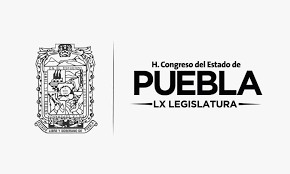 H. Congreso del Estado de
PUEBLA
LX LEGISLATURA